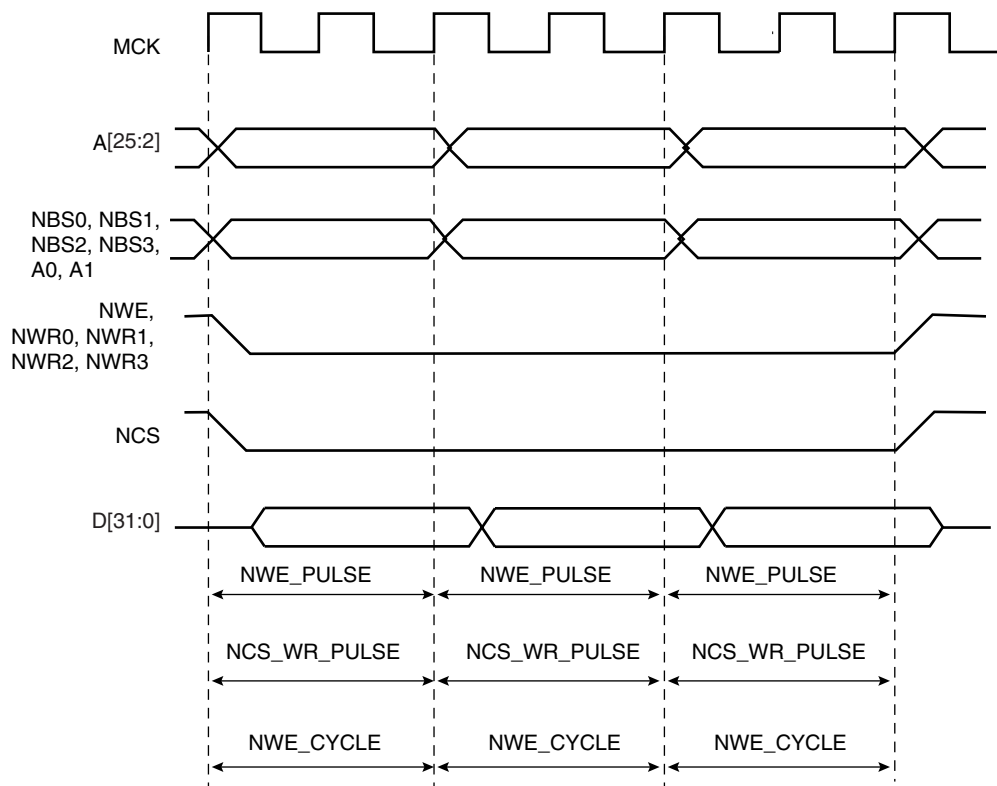 MCK
A[25:2]
NBS0, NBS1,
NBS2, NBS3,
A0, A1
NWE,
NWR0, NWR1,
NWR2, NWR3
NCS
D[31:0]
NWE_PULSE NWE_PULSE NWE_PULSE
NCS_WR_PULSE NCS_WR_PULSE NCS_WR_PULSE
NWE_CYCLE NWE_CYCLE NWE_CYCLE